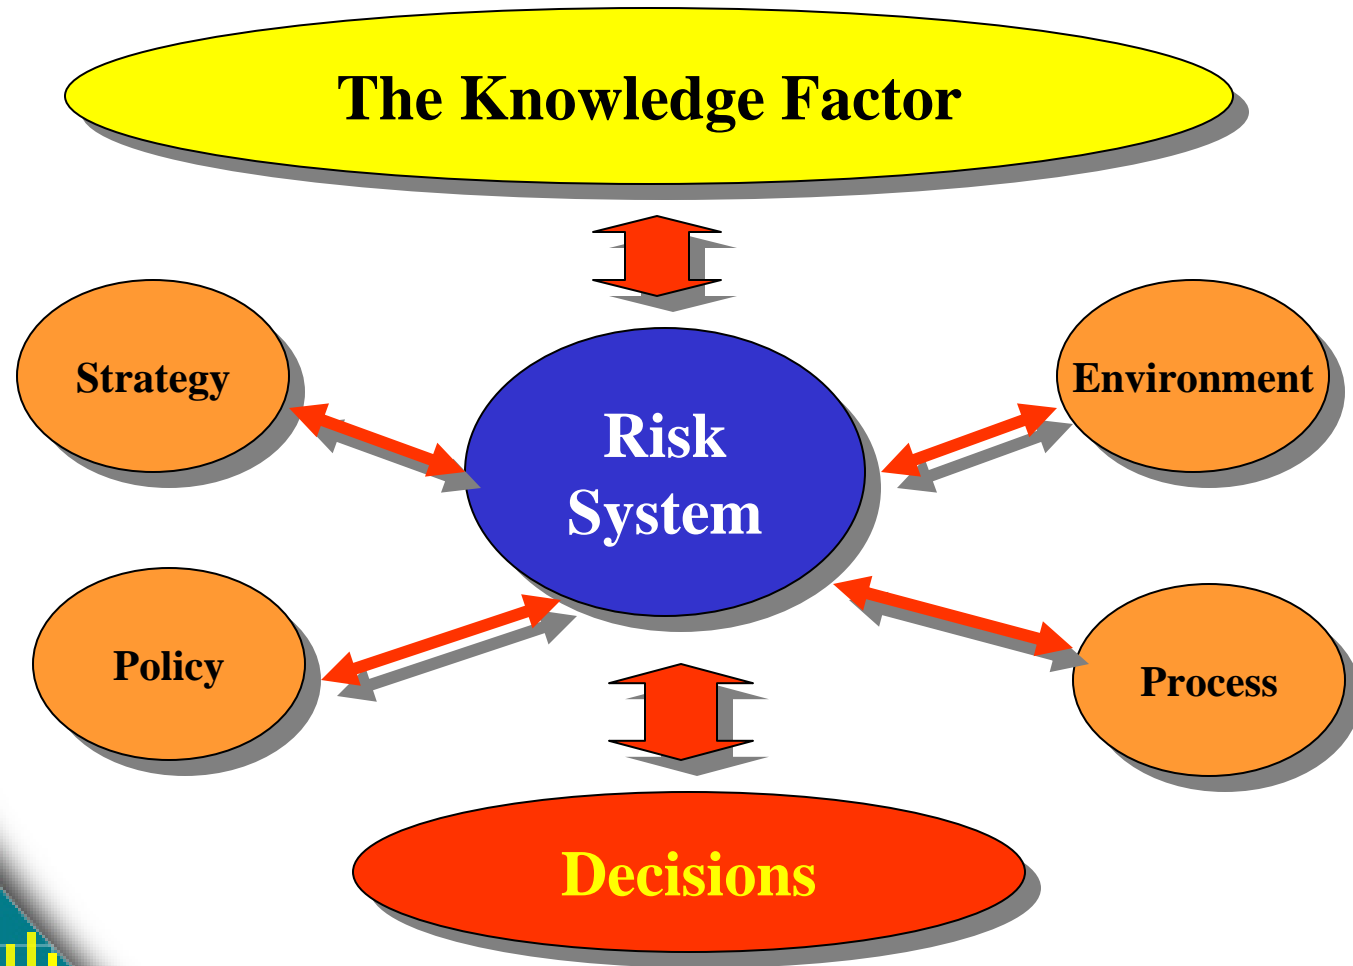 The Knowledge Factor
Strategy
Environment
Risk
System
Policy
Process
Decisions